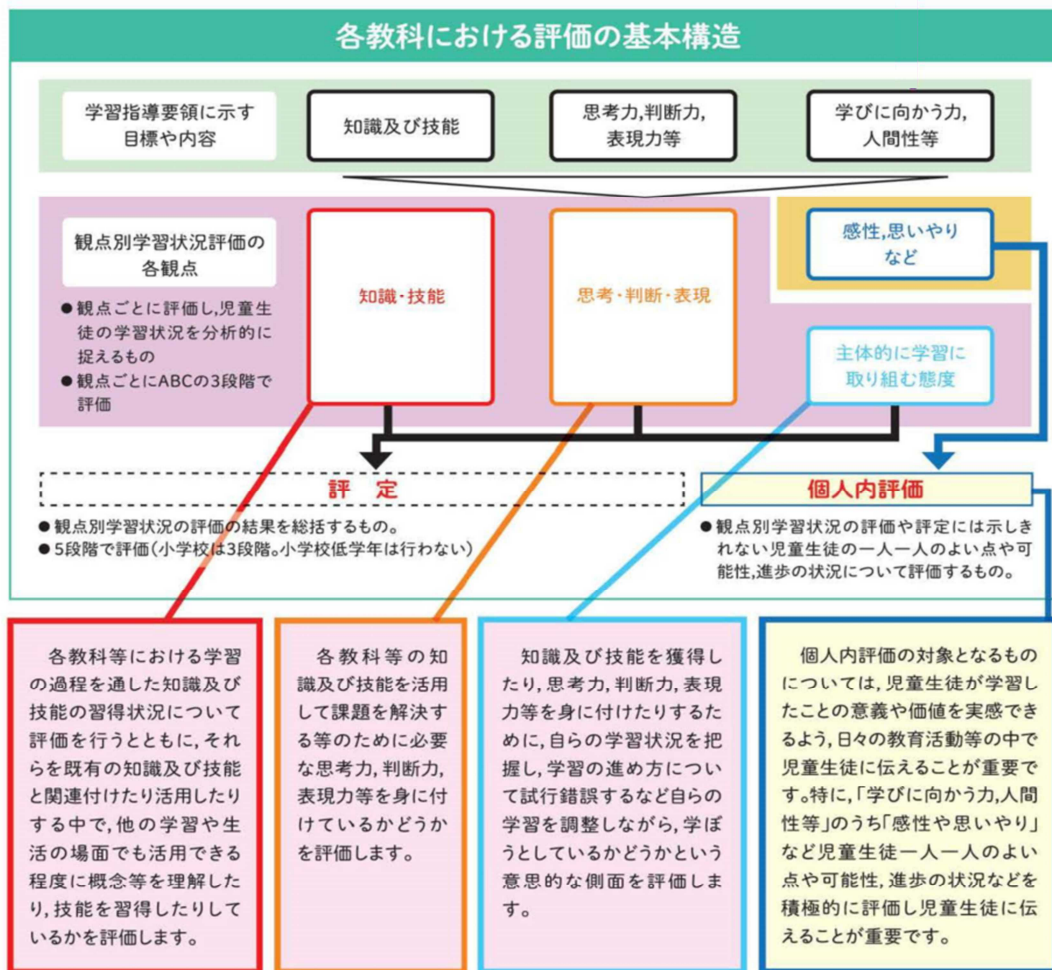 各教科における評価の基本構造
学習指導要領に示す
目標や内容
知識及び技能
思考力,判断力,
表現力等
学びに向かう力,
人間性等
観点別学習状況評価の
各観点
●観点ごとに評価し,児童生
徒の学習状況を分析的に
捉えるもの
●観点ごとにABCの3段階で
評価
知識・技能
思考・判断・表現
感性,思いやり
など
主体的に学習に
取り組む態度
評 定
●観点別学習状況の評価の結果を総括するもの。
●5段階で評価(小学校は3段階。小学校低学年は行わない)
個人内評価
●観点別学習状況の評価や評定には示しき
れない児童生徒の一人一人のよい点や可
能性,進歩の状況について評価するもの。
各教科等における学習
の過程を通した知識及び
技能の習得状況について
評価を行うとともに,それ
らを既有の知識及び技能
と関連付けたり活用したり
する中で,他の学習や生
活の場面でも活用できる
程度に概念等を理解した
り,技能を習得したりして
いるかを評価します。
各教科等の知
識及び技能を活用
して課題を解決す
る等のために必要
な思考力,判断力,
表現力等を身に付
けているかどうか
を評価します。
知識及び技能を獲得し
たり,思考力,判断力,表現
力等を身に付けたりするた
めに,自らの学習状況を把
握し,学習の進め方につい
て試行錯誤するなど自らの
学習を調整しながら,学ぼ
うとしているかどうかという
意思的な側面を評価しま
す。
個人内評価の対象となるもの
については,児童生徒が学習し
たことの意義や価値を実感でき
るよう,日々の教育活動等の中で
児童生徒に伝えることが重要で
す。特に,「学びに向かう力,人間
性等」のうち「感性や思いやり」
など児童生徒一人一人のよい
点や可能性,進歩の状況などを
積極的に評価し児童生徒に伝
えることが重要です。